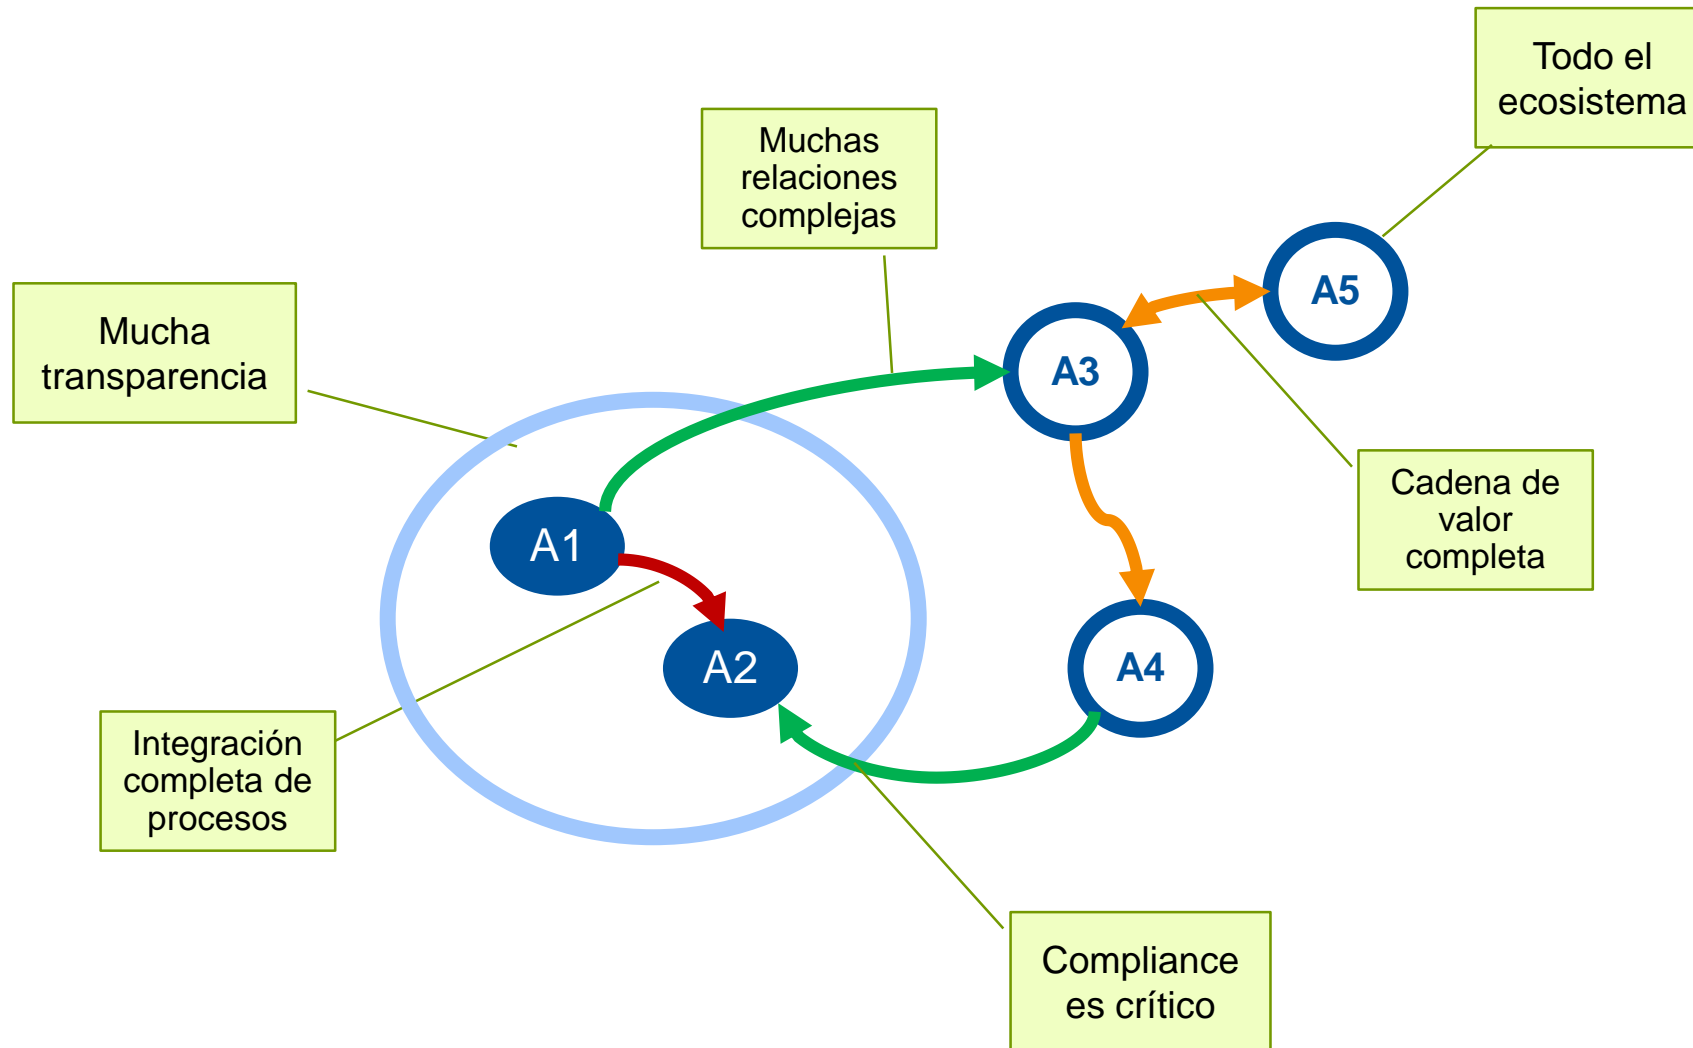 Todo el
ecosistema
Muchas
relaciones
complejas
A5
Mucha
transparencia
A3
Cadena de
valor
completa
A1
A2
A4
Integración
completa de
procesos
Compliance
es crítico